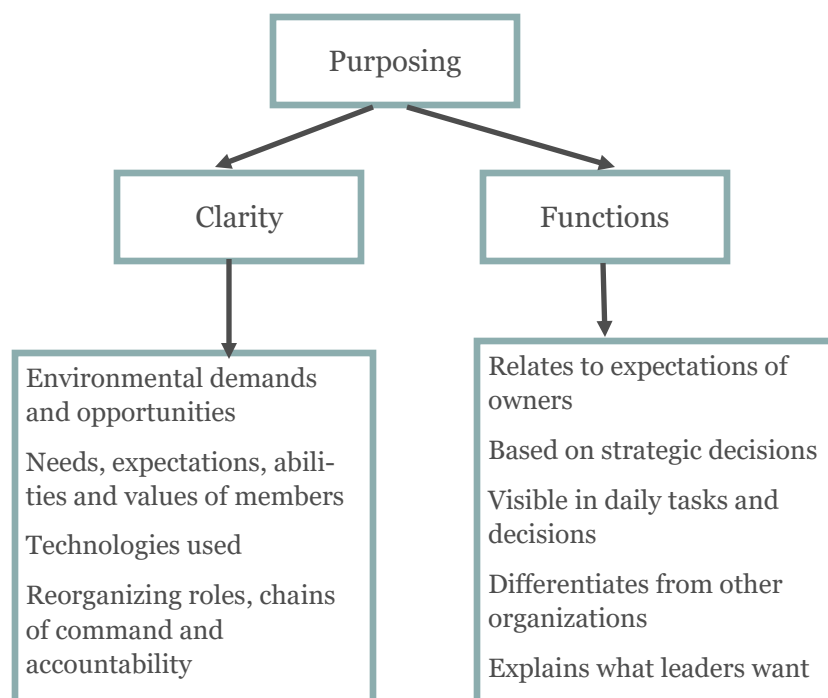 Purposing
Clarity
Functions
Environmental demands
and opportunities
Needs, expectations, abili-
ties and values of members
Technologies used
Reorganizing roles, chains
of command and
accountability
Relates to expectations of
owners
Based on strategic decisions
Visible in daily tasks and
decisions
Differentiates from other
organizations
Explains what leaders want